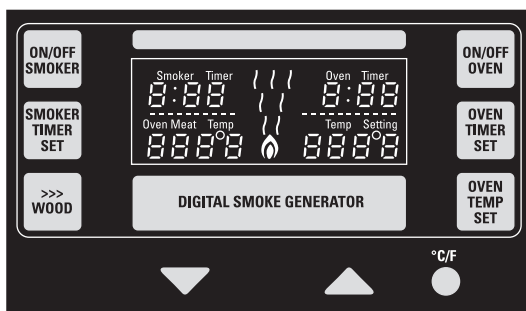 ON/OFF
SMOKER
SMOKER
TIMER
SET
>>>
WOOD
Smoker Timer
8:88
Oven Timer
8:88
Oven Meat Temp
888°8
Temp Setting
888°8
DIGITAL SMOKE GENERATOR
ON/OFF
OVEN
OVEN
TIMER
SET
OVEN
TEMP
SET
°C/F